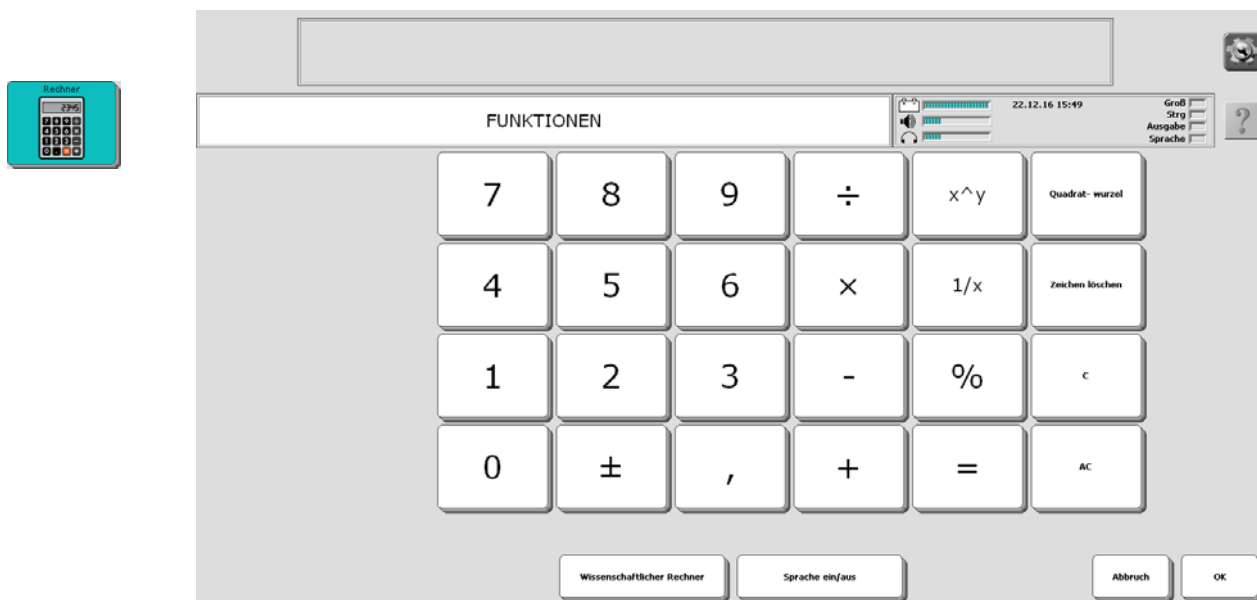 Rechner
2345
22.12.16 15:49
Groß
Strg
Ausgabe
Sprache
FUNKTIONEN
?
7 8 9 ÷ x^y Quadrat- wurzel
4 5 6 × 1/x Zeichen löschen
1 2 3 - % C
0 ± , + = AC
Wissenschaftlicher Rechner Sprache ein/aus Abbruch OK